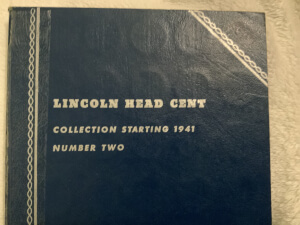 LINCOLN HEAD CENT
COLLECTION STARTING 1941
NUMBER TWO